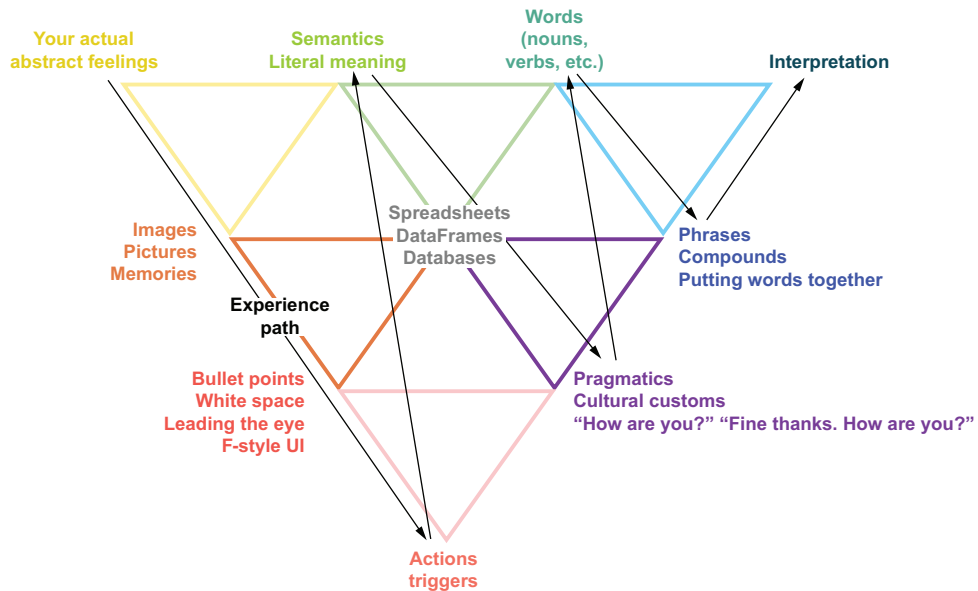 Your actual
abstract feelings
Semantics
Literal meaning
Words
(nouns,
verbs, etc.)
Interpretation
Images
Pictures
Memories
Spreadsheets
DataFrames
Databases
Phrases
Compounds
Putting words together
Experience
path
Bullet points
White space
Leading the eye
F-style UI
Pragmatics
Cultural customs
“How are you?” “Fine thanks. How are you?”
Actions
triggers